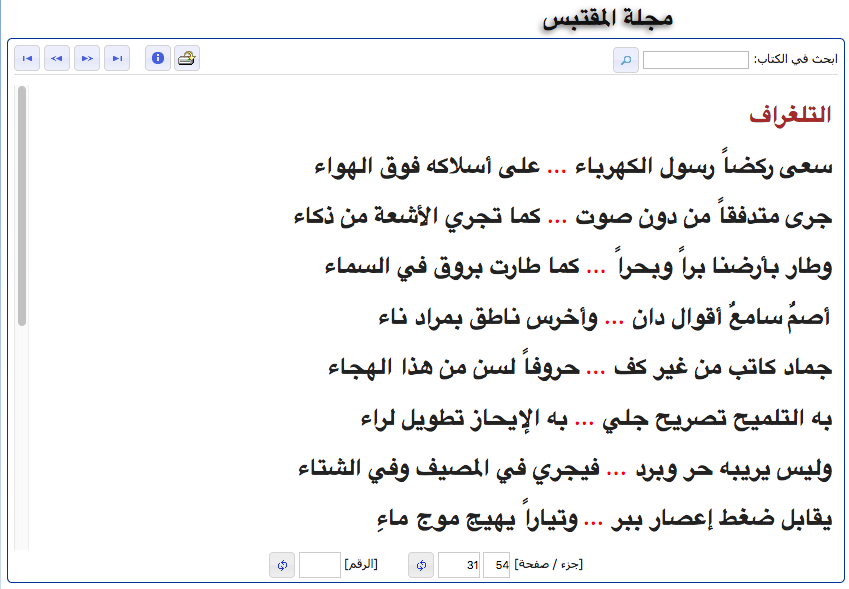 مجلة المقتبس
ابحث في الكتاب:
التلغراف
سعى ركضاً رسول الكهرباء ... على أسلاكه فوق الهواء
جرى متدفقاً من دون صوت ... كما تجري الأشعة من ذكاء
وطار بأرضنا براً وبحراً ... كما طارت بروق في السماء
أصمٌ سامعٌ أقوال دان ... وأخرس ناطق بمراد ناء
جماد كاتب من غير كف ... حروفاً لسن من هذا الهجاء
به التلميح تصريح جلي ... به الإيحاز تطويل لراء
وليس يريبه حر وبرد ... فيجري في المصيف وفي الشتاء
يقابل ضغط إعصار ببر ... وتياراً يهيج موج ماءِ
[جزء / صفحة] 54 31 [الرقم]